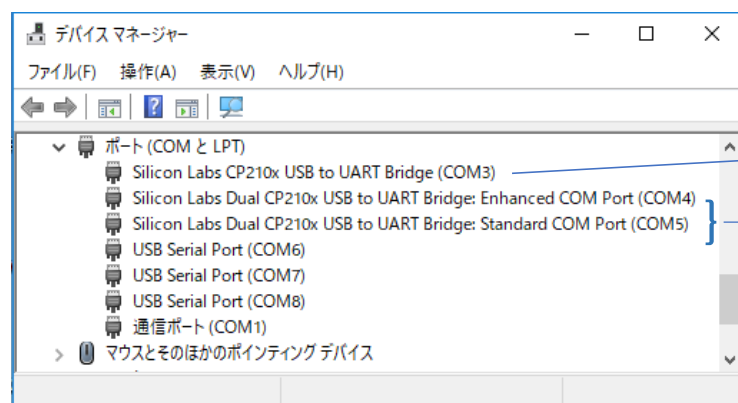 デバイス マネージャー
ファイル(F) 操作(A) 表示(V) ヘルプ(H)
ポート (COM と LPT)
Silicon Labs CP210x USB to UART Bridge (COM3)
Silicon Labs Dual CP210x USB to UART Bridge: Enhanced COM Port (COM4)
Silicon Labs Dual CP210x USB to UART Bridge: Standard COM Port (COM5)
USB Serial Port (COM6)
USB Serial Port (COM7)
USB Serial Port (COM8)
通信ポート (COM1)
マウスとそのほかのポインティング デバイス